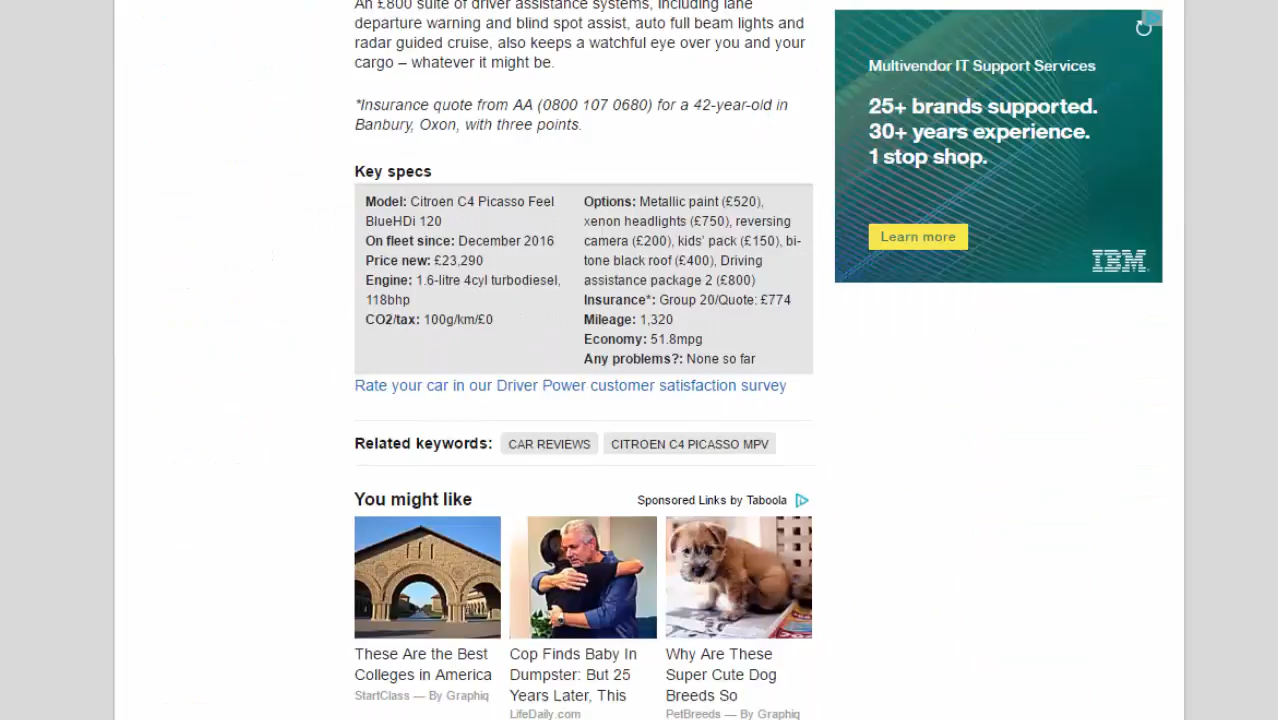 An £800 suite of driver assistance systems, including lane
departure warning and blind spot assist, auto full beam lights and
radar guided cruise, also keeps a watchful eye over you and your
cargo – whatever it might be.
*Insurance quote from AA (0800 107 0680) for a 42-year-old in
Banbury, Oxon, with three points.
Key specs
Model: Citroen C4 Picasso Feel
BlueHDi 120
On fleet since: December 2016
Price new: £23,290
Engine: 1.6-litre 4cyl turbodiesel,
118bhp
CO2/tax: 100g/km/£0
Options: Metallic paint (£520),
xenon headlights (£750), reversing
camera (£200), kids' pack (£150), bi-
tone black roof (£400), Driving
assistance package 2 (£800)
Insurance*: Group 20/Quote: £774
Mileage: 1,320
Economy: 51.8mpg
Any problems?: None so far
Rate your car in our Driver Power customer satisfaction survey
Related keywords: CAR REVIEWS CITROEN C4 PICASSO MPV
You might like
Sponsored Links by Taboola
These Are the Best
Colleges in America
StartClass — By Graphiq
Cop Finds Baby In
Dumpster: But 25
Years Later, This
LifeDaily.com
Why Are These
Super Cute Dog
Breeds So
PetBreeds — By Graphiq
Multivendor IT Support Services
25+ brands supported.
30+ years experience.
1 stop shop.
Learn more
IBM